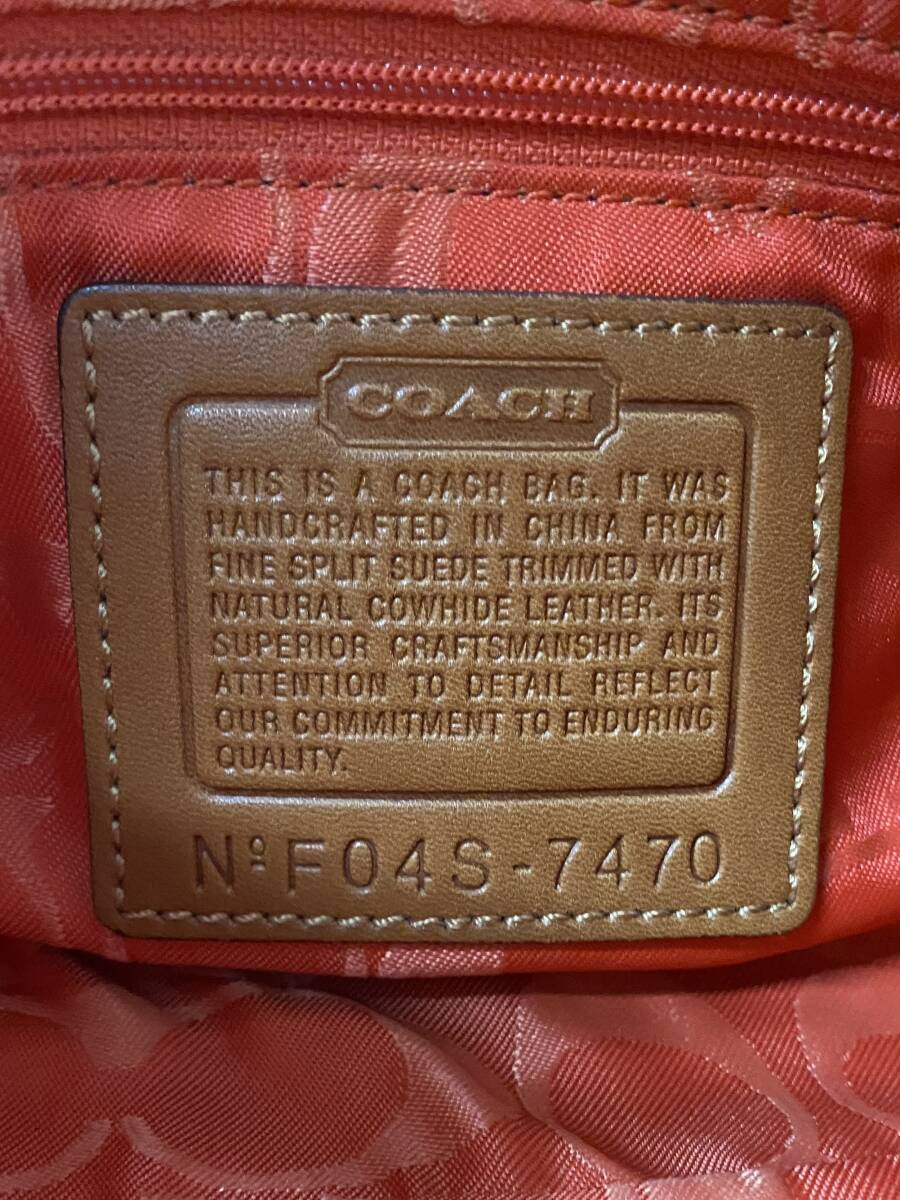 COACH
THIS IS A COACH BAG. IT WAS
HANDCRAFTED IN CHINA FROM
FINE SPLIT SUEDE TRIMMED WITH
NATURAL COWHIDE LEATHER. ITS
SUPERIOR CRAFTSMANSHIP AND
ATTENTION TO DETAIL REFLECT
OUR COMMITMENT TO ENDURING
QUALITY.
Nº F04S-7470